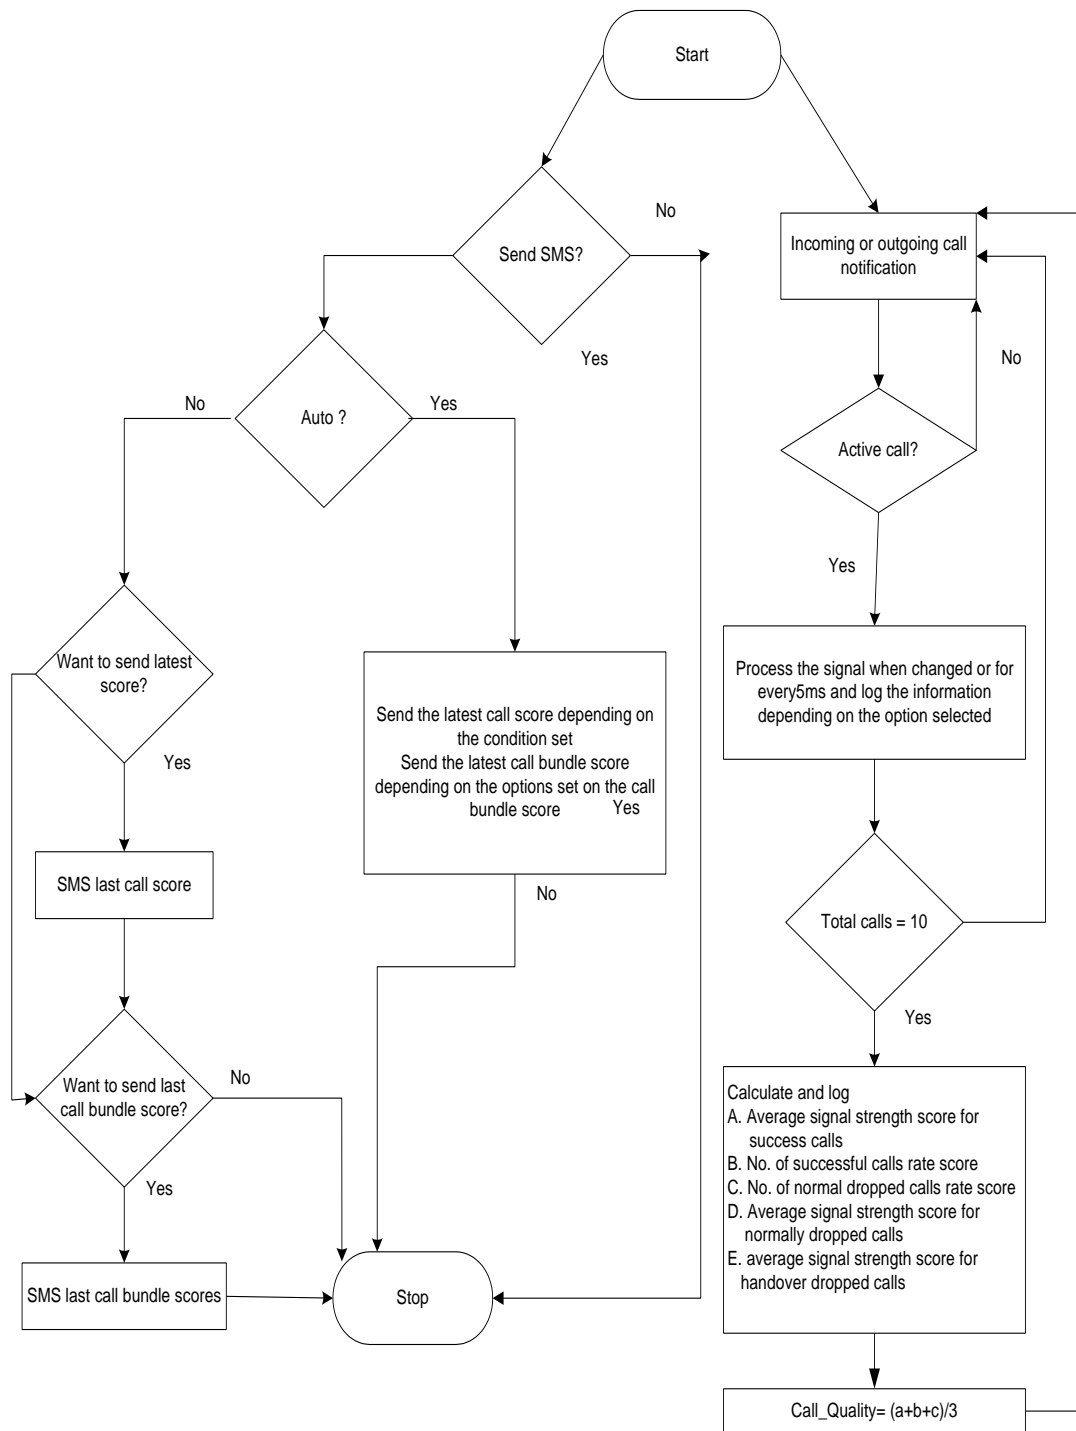 Start
No
Send SMS?
Incoming or outgoing call
notification
Yes
No
No
Yes
Auto ?
Active call?
Yes
Want to send latest
score?
Process the signal when changed or for
every5ms and log the information
depending on the option selected
Send the latest call score depending on
the condition set
Send the latest call bundle score
depending on the options set on the call
bundle score
Yes
Yes
SMS last call score
No
Total calls = 10
Yes
Want to send last
call bundle score?
No
Yes
Calculate and log
A. Average signal strength score for
success calls
B. No. of successful calls rate score
C. No. of normal dropped calls rate score
D. Average signal strength score for
normally dropped calls
E. average signal strength score for
handover dropped calls
SMS last call bundle scores
Stop
Call_Quality= (a+b+c)/3